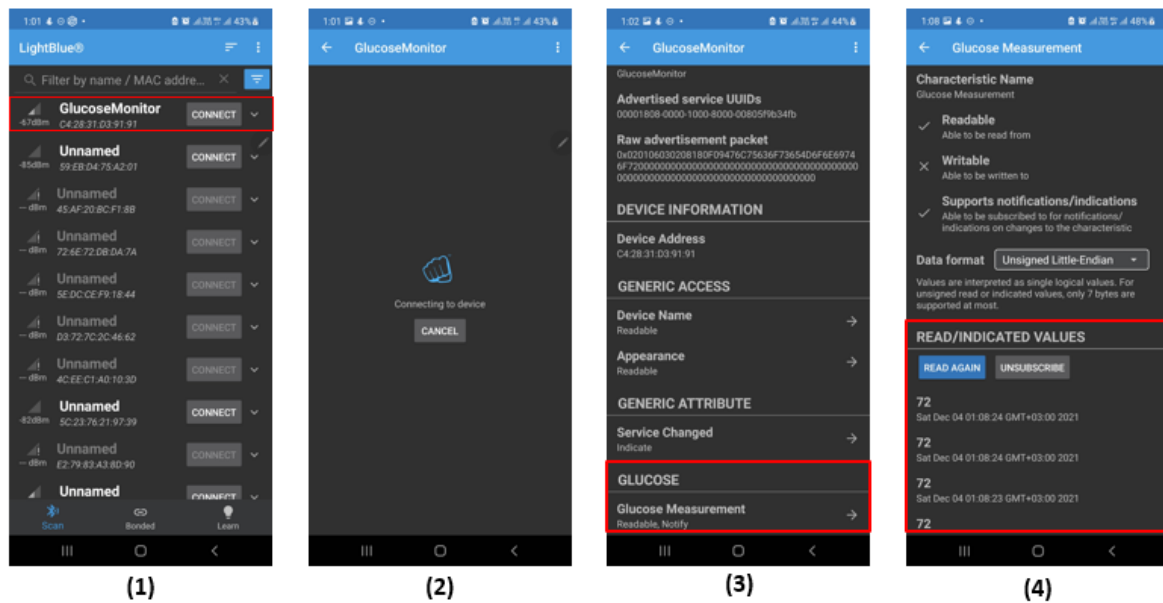 1:01
43%
LightBlue®
Filter by name / MAC addre...
GlucoseMonitor
-67dBm
C4:28:31:D3:91:91
CONNECT
Unnamed
-85dBm
59:EB:D4:75:A2:01
CONNECT
Unnamed
--- dBm
45:AF:20:BC:F1:8B
CONNECT
Unnamed
--- dBm
72:6E:72:DB:DA:7A
CONNECT
Unnamed
--- dBm
5E:DC:CE:F9:18:44
CONNECT
Unnamed
--- dBm
D3:72:7C:2C:46:62
CONNECT
Unnamed
--- dBm
4C:EE:C1:A0:10:3D
CONNECT
Unnamed
-82dBm
5C:23:76:21:97:39
CONNECT
Unnamed
--- dBm
E2:79:83:A3:8D:90
CONNECT
Unnamed
CONNECT
Scan
Bonded
Learn
(1)
1:01
43%
GlucoseMonitor
Connecting to device
CANCEL
(2)
1:02
44%
GlucoseMonitor
GlucoseMonitor
Advertised service UUIDs
00001808-0000-1000-8000-00805f9b34fb
Raw advertisement packet
DEVICE INFORMATION
Device Address
C4:28:31:D3:91:91
GENERIC ACCESS
Device Name
Readable
Appearance
Readable
GENERIC ATTRIBUTE
Service Changed
Indicate
GLUCOSE
Glucose Measurement
Readable, Notify
(3)
1:08
48%
Glucose Measurement
Characteristic Name
Glucose Measurement
Readable
Able to be read from
Writable
Able to be written to
Supports notifications/indications
Able to be subscribed to for notifications/
indications on changes to the characteristic
Data format
Unsigned Little-Endian
Values are interpreted as single logical values. For
unsigned read or indicated values, only 7 bytes are
supported at most.
READ/INDICATED VALUES
READ AGAIN
UNSUBSCRIBE
72
Sat Dec 04 01:08:24 GMT+03:00 2021
72
Sat Dec 04 01:08:24 GMT+03:00 2021
72
Sat Dec 04 01:08:23 GMT+03:00 2021
72
(4)